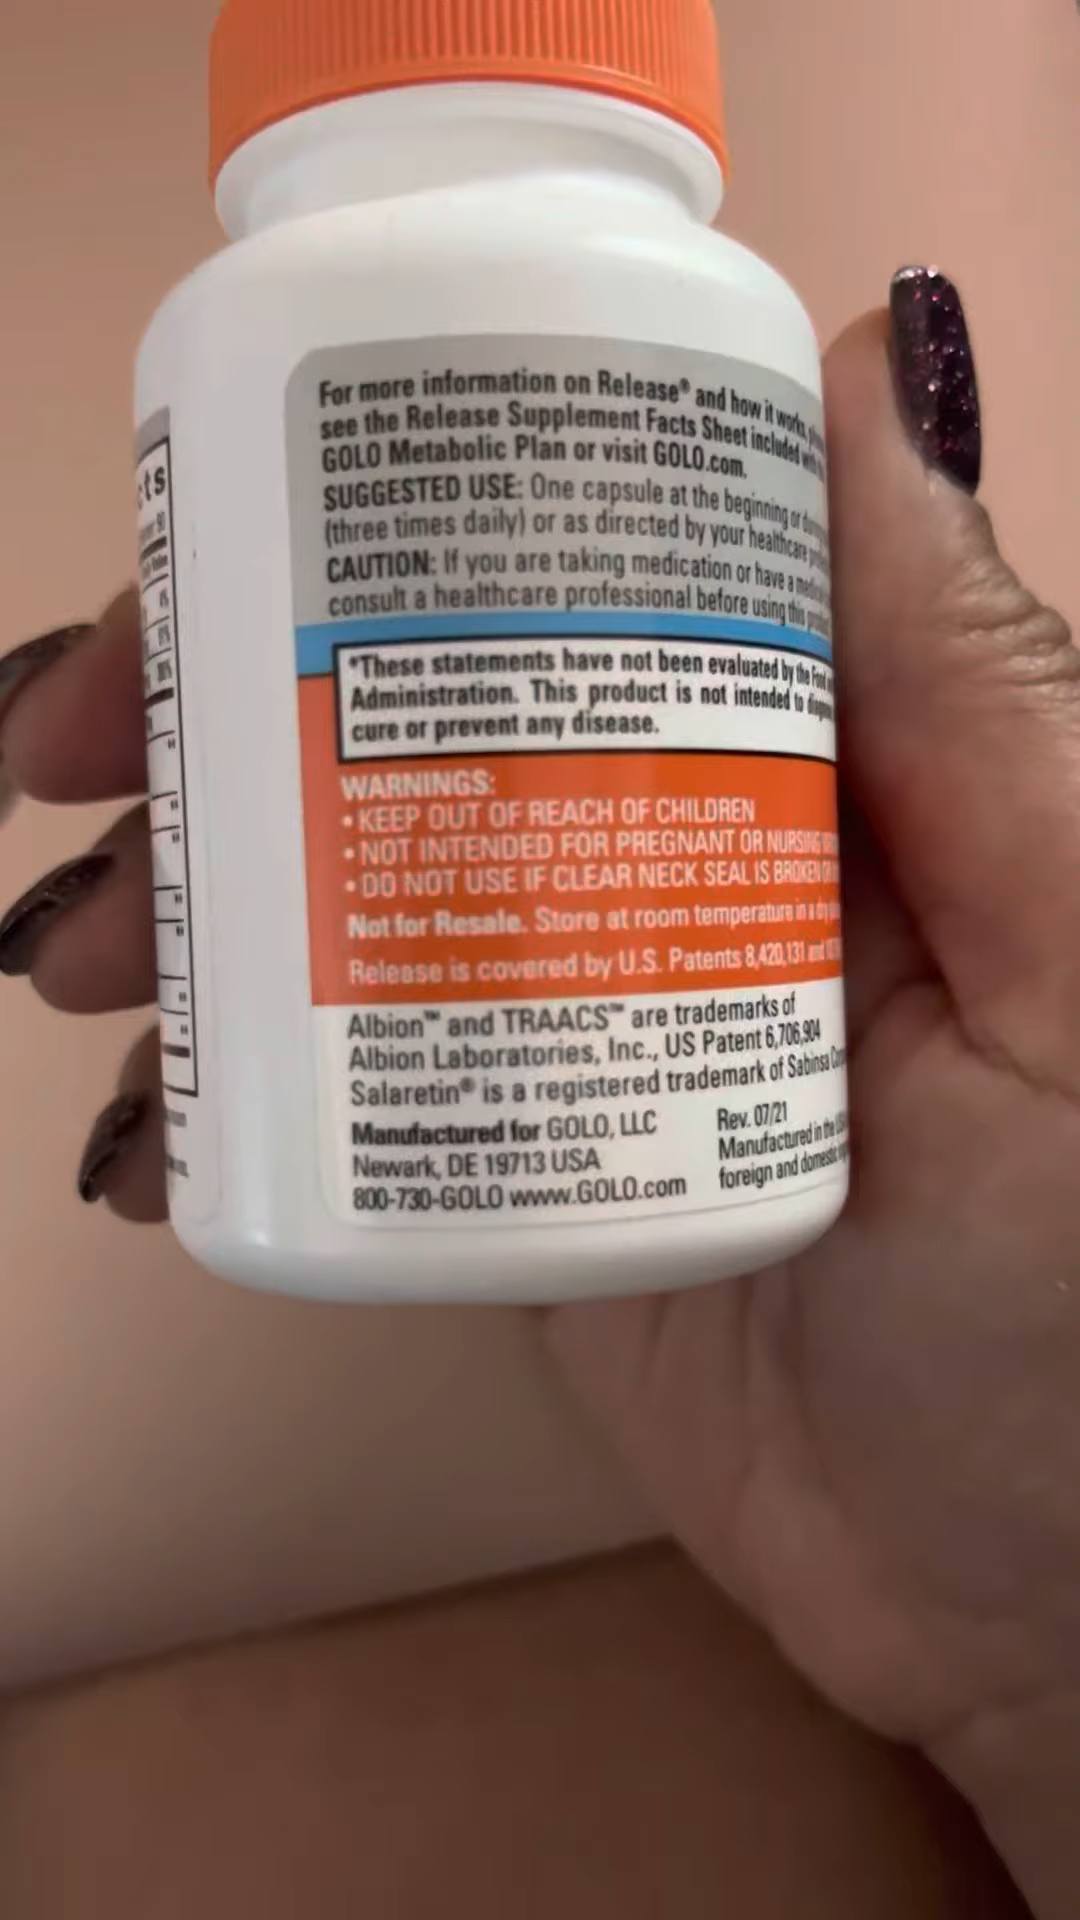 cts
For more information on Release® and how it works,
see the Release Supplement Facts Sheet included with
GOLO Metabolic Plan or visit GOLO.com.
SUGGESTED USE: One capsule at the beginning or
(three times daily) or as directed by your healthcare
CAUTION: If you are taking medication or have a
consult a healthcare professional before using this
*These statements have not been evaluated by the Food
Administration. This product is not intended to
cure or prevent any disease.
WARNINGS:
• KEEP OUT OF REACH OF CHILDREN
• NOT INTENDED FOR PREGNANT OR NURSING
• DO NOT USE IF CLEAR NECK SEAL IS BROKEN OR
Not for Resale. Store at room temperature in a dry
Release is covered by U.S. Patents 8,420,131 and
Albion™ and TRAACS™ are trademarks of
Albion Laboratories, Inc., US Patent 6,706,904
Salaretin® is a registered trademark of Sabinsa
Manufactured for GOLO, LLC
Newark, DE 19713 USA
800-730-GOLO www.GOLO.com
Rev. 07/21
Manufactured in the
foreign and domestic